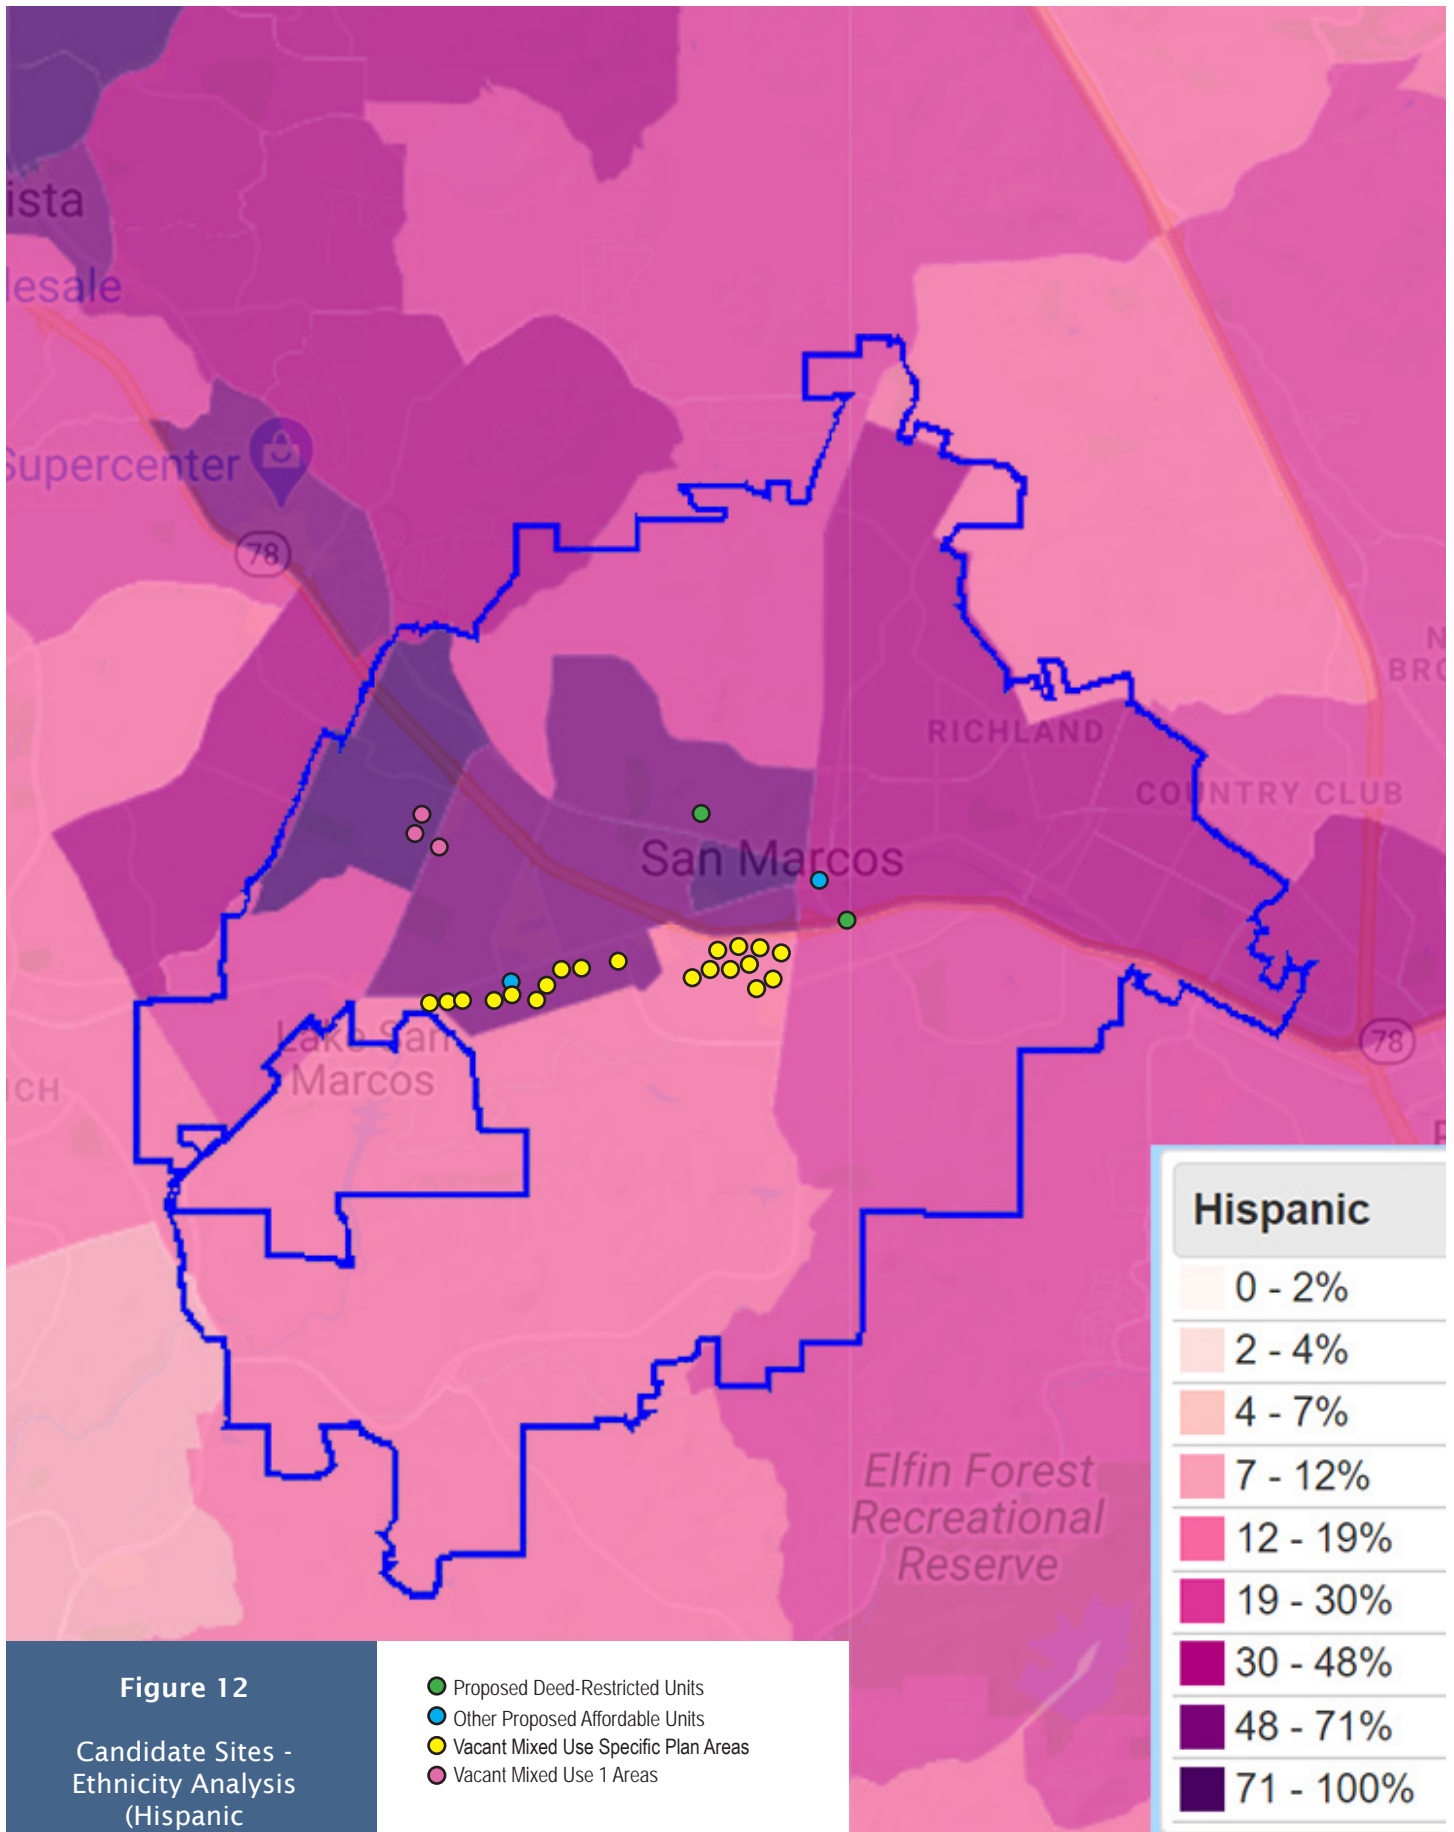 ista
lesale
Supercenter
78
N
BRO
RICHLAND
COUNTRY CLUB
San Marcos
Lake San
Marcos
ICH
78
Elfin Forest
Recreational
Reserve
Hispanic
0 - 2%
2 - 4%
4 - 7%
7 - 12%
12 - 19%
19 - 30%
30 - 48%
48 - 71%
71 - 100%
Figure 12
Candidate Sites -
Ethnicity Analysis
(Hispanic
Proposed Deed-Restricted Units
Other Proposed Affordable Units
Vacant Mixed Use Specific Plan Areas
Vacant Mixed Use 1 Areas